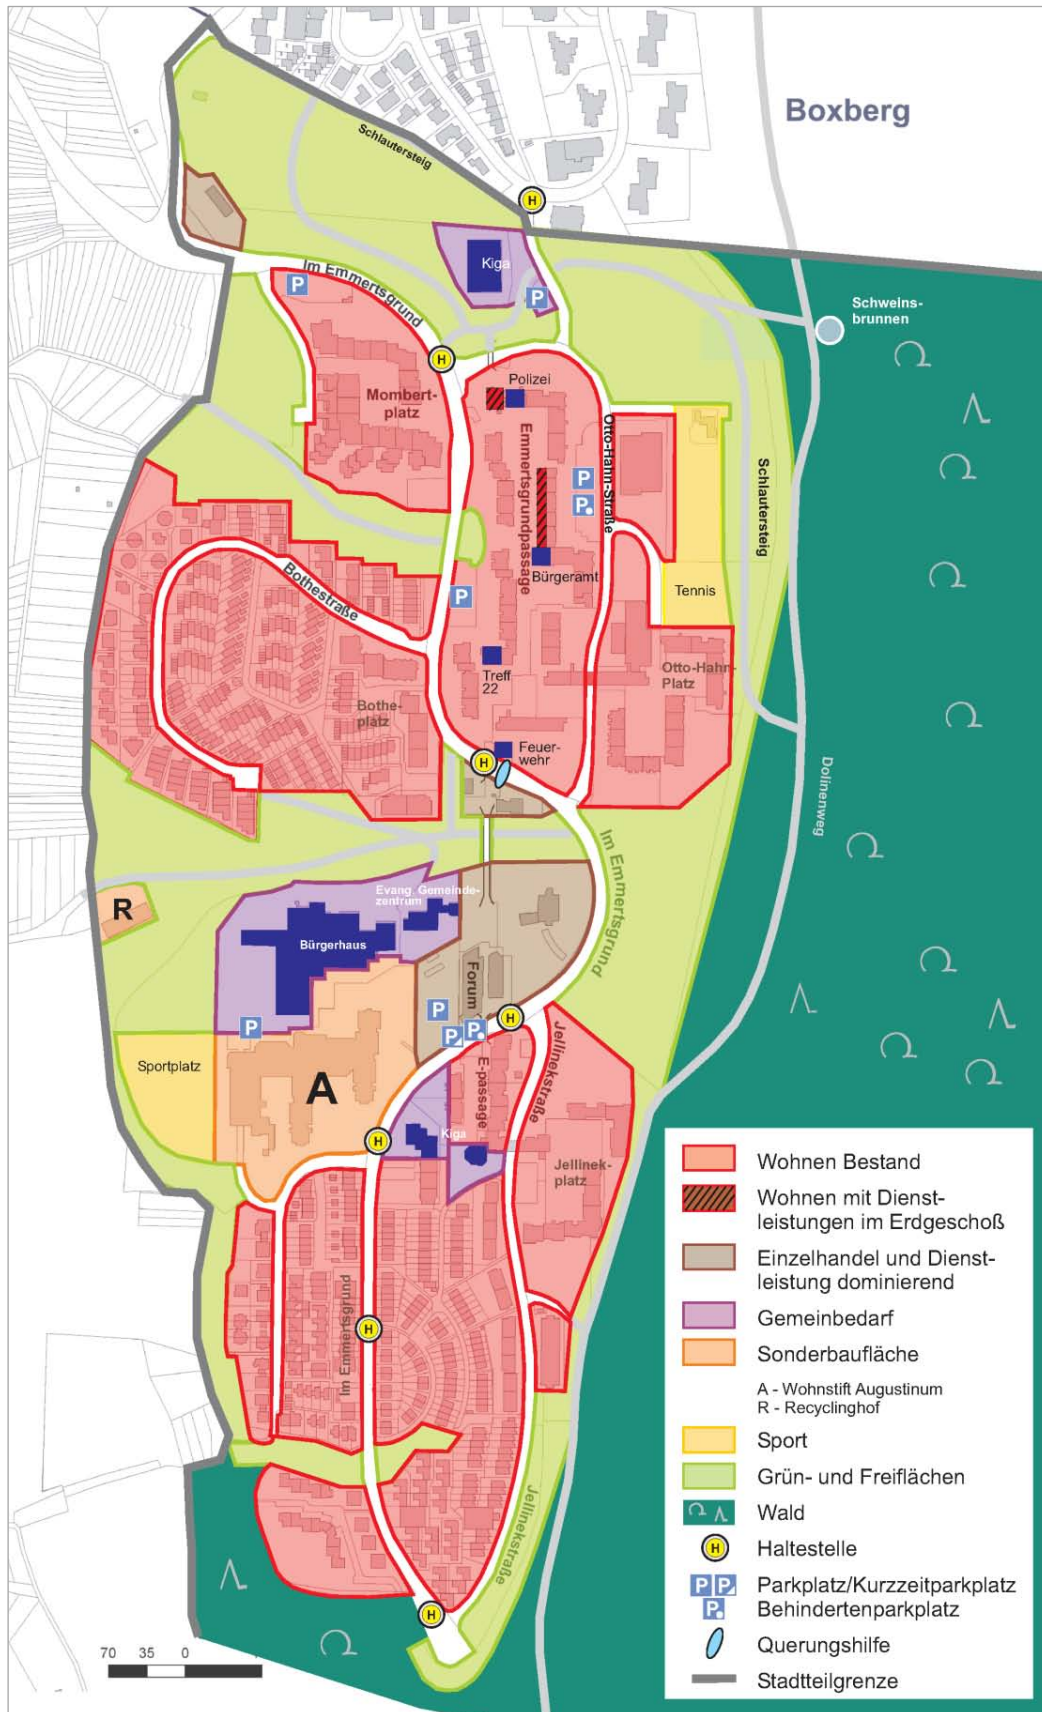 Boxberg
Schlautersteig
H
Kiga
P
Im Emmertsgrund
P
Schweins-
brunnen
H
Polizei
Mombert-
platz
Emmertsgrundpassage
Otto-Hahn-Straße
P
P
Schlautersteig
Bürgeramt
Bothestraße
P
Tennis
Treff
22
Otto-Hahn-
Platz
Bothe-
platz
H
Feuer-
wehr
Dolinenweg
Im Emmertsgrund
Evang. Gemeinde-
zentrum
R
Bürgerhaus
Forum
P
P
P
P
H
Sportplatz
A
E-passage
Jellinekstraße
H
Kiga
Jellinek-
platz
Im Emmertsgrund
H
Jellinekstraße
H
70 35 0
Wohnen Bestand
Wohnen mit Dienst-
leistungen im Erdgeschoß
Einzelhandel und Dienst-
leistung dominierend
Gemeinbedarf
Sonderbaufläche
A - Wohnstift Augustinum
R - Recyclinghof
Sport
Grün- und Freiflächen
Wald
H Haltestelle
P P Parkplatz/Kurzzeitparkplatz
P Behindertenparkplatz
Querungshilfe
Stadtteilgrenze